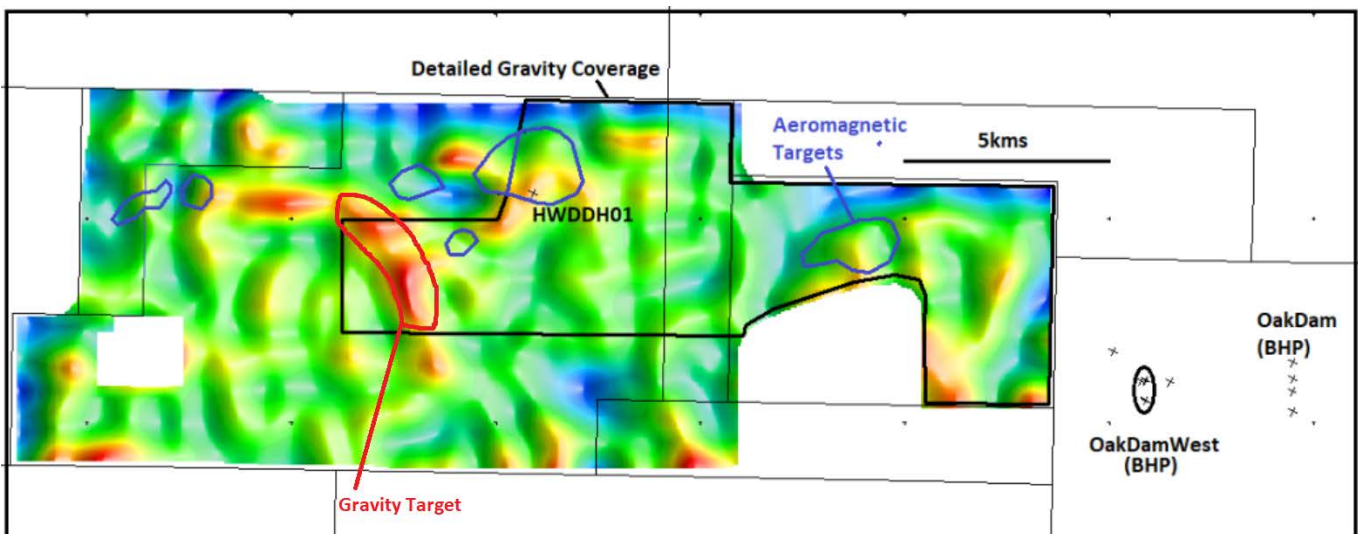 Detailed Gravity Coverage
Aeromagnetic
Targets
5kms
HWDDH01
OakDam
(BHP)
OakDamWest
(BHP)
Gravity Target